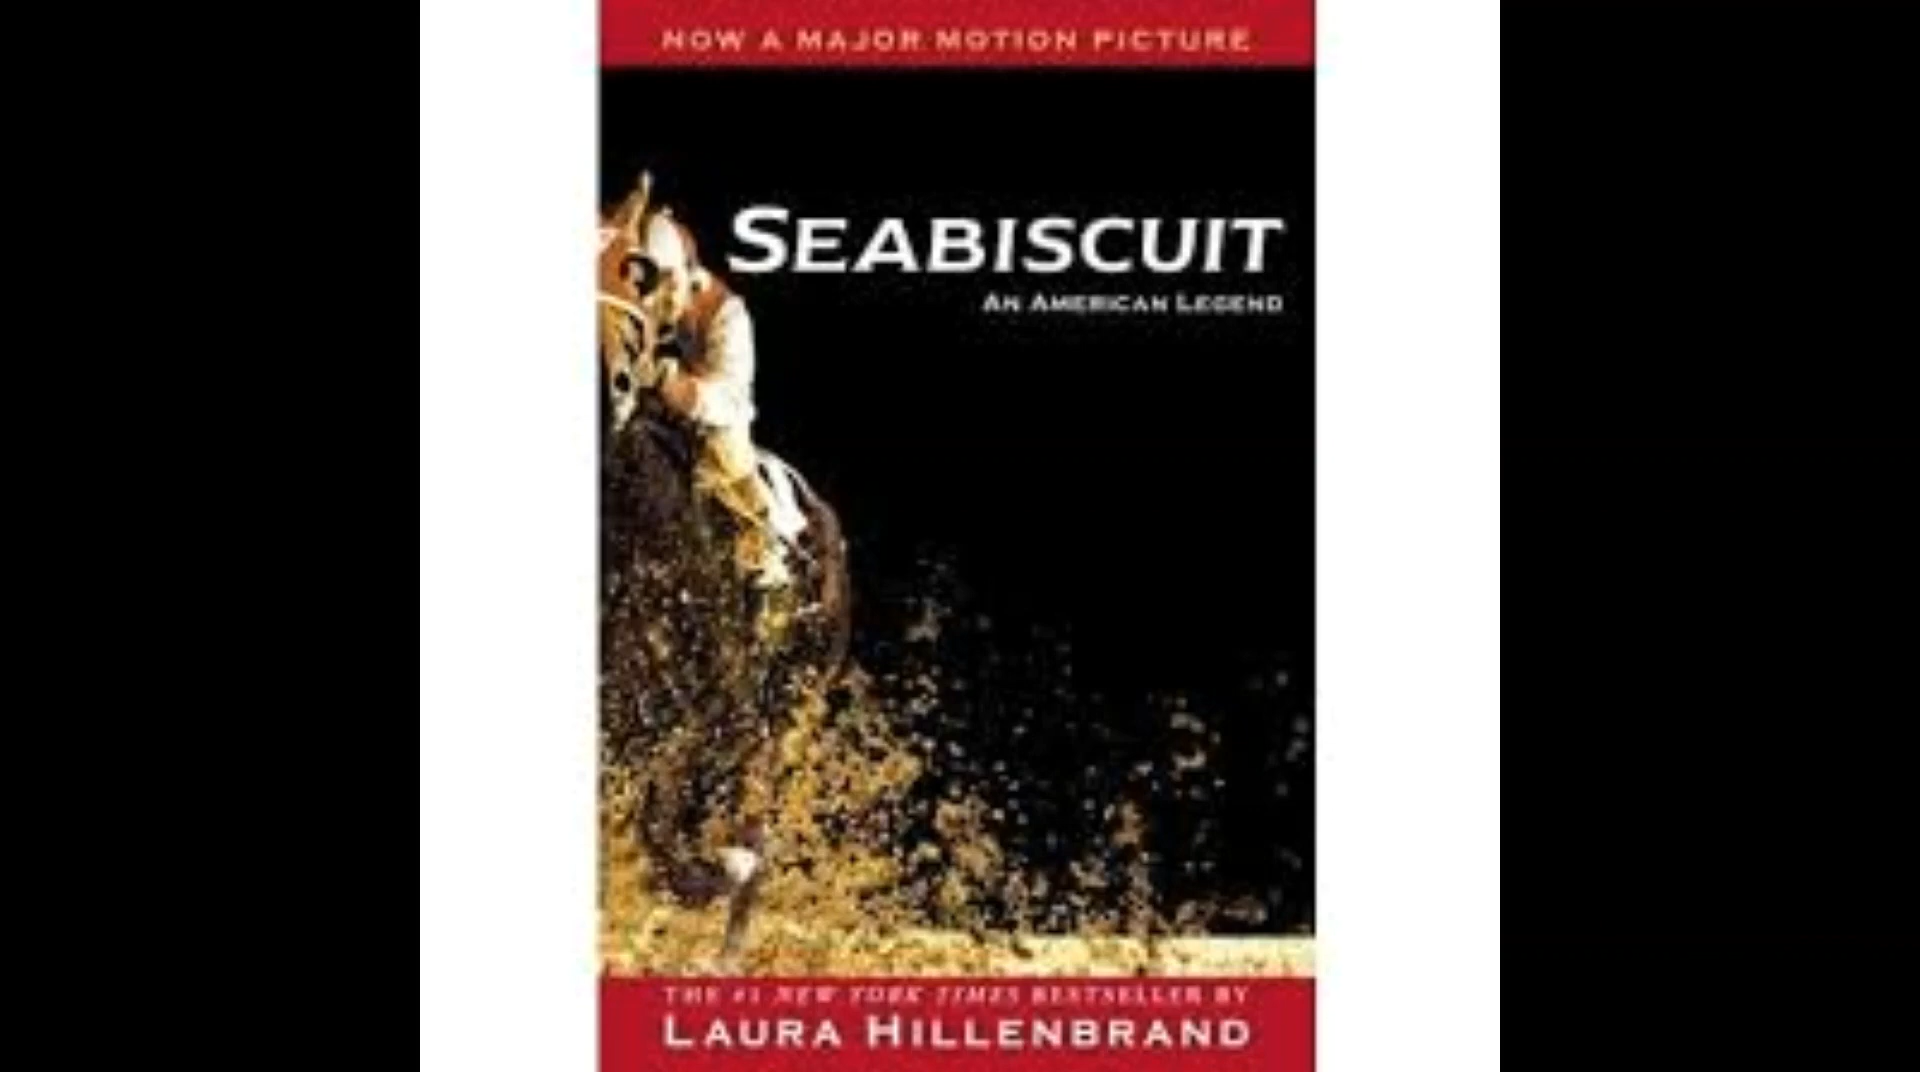 NOW A MAJOR MOTION PICTURE
SEABISCUIT
AN AMERICAN LEGEND
THE #1 NEW YORK TIMES BESTSELLER BY
LAURA HILLENBRAND